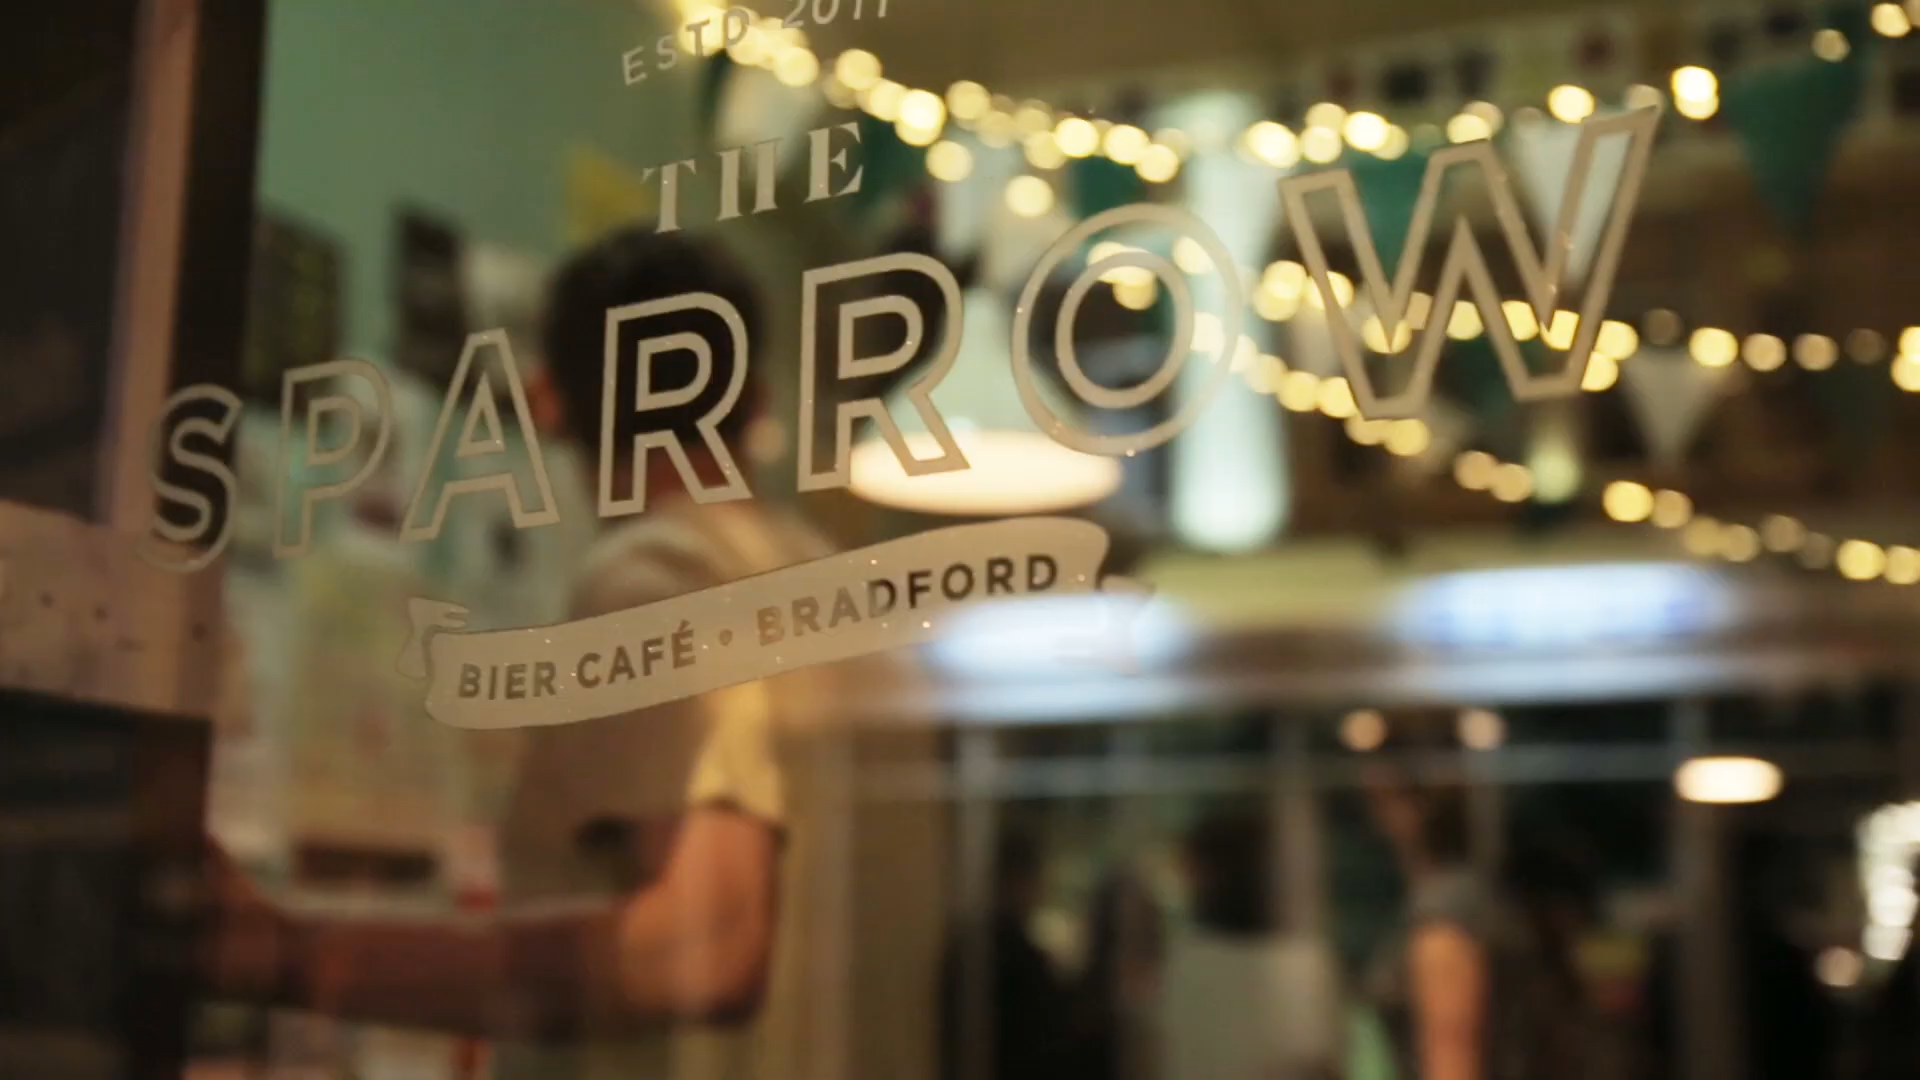 ESTD 2011
THE
SPARROW
BIER CAFÉ • BRADFORD